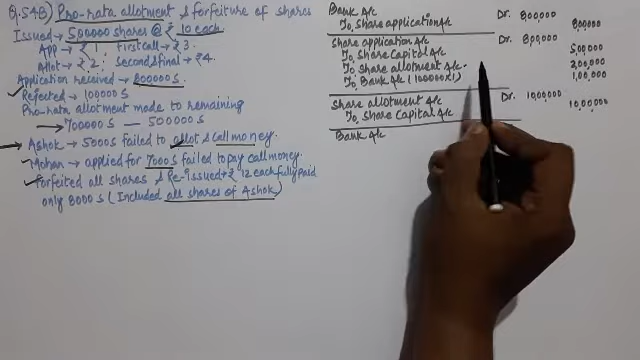 Q.54B) Pro-rata allotment & forfeiture of shares
Issued → 500000 shares @ ₹10 each
App → ₹1 First call → ₹3
Allot → ₹2 Second & final → ₹4
Application received → 800000 S
✓ Rejected → 100000 S
Pro-rata allotment made to remaining
→ 700000 S — 500000 S
→ Ashok → 5000 S failed to allot & call money.
✓ Mohan → applied for 7000 S failed to pay call money.
✓ Forfeited all shares & Re-issued ₹12 each fully paid
only 8000 S (Included all shares of Ashok)
Bank A/c Dr. 800000
To Share application A/c 800000
Share application A/c Dr. 800000
To Share Capital A/c 500000
To Share allotment A/c 200000
To Bank A/c (100000×1) 100000
Share allotment A/c Dr. 1000000
To Share Capital A/c 1000000
Bank A/c